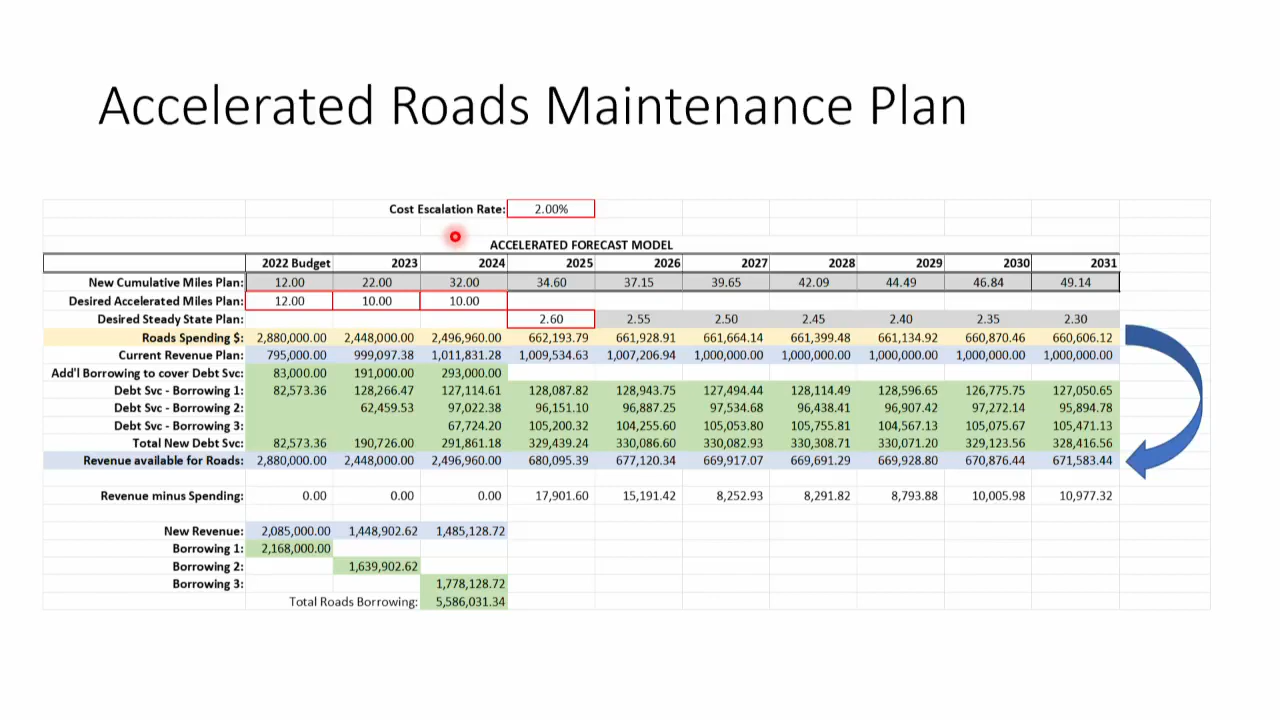 Accelerated Roads Maintenance Plan
Cost Escalation Rate: 2.00%
ACCELERATED FORECAST MODEL
2022 Budget 2023 2024 2025 2026 2027 2028 2029 2030 2031
New Cumulative Miles Plan: 12.00 22.00 32.00 34.60 37.15 39.65 42.09 44.49 46.84 49.14
Desired Accelerated Miles Plan: 12.00 10.00 10.00
Desired Steady State Plan: 2.60 2.55 2.50 2.45 2.40 2.35 2.30
Roads Spending $: 2,880,000.00 2,448,000.00 2,496,960.00 662,193.79 661,928.91 661,664.14 661,399.48 661,134.92 660,870.46 660,606.12
Current Revenue Plan: 795,000.00 999,097.38 1,011,831.28 1,009,534.63 1,007,206.94 1,000,000.00 1,000,000.00 1,000,000.00 1,000,000.00 1,000,000.00
Add'l Borrowing to cover Debt Svc: 83,000.00 191,000.00 293,000.00
Debt Svc - Borrowing 1: 82,573.36 128,266.47 127,114.61 128,087.82 128,943.75 127,494.44 128,114.49 128,596.65 126,775.75 127,050.65
Debt Svc - Borrowing 2: 62,459.53 97,022.38 96,151.10 96,887.25 97,534.68 96,438.41 96,907.42 97,272.14 95,894.78
Debt Svc - Borrowing 3: 67,724.20 105,200.32 104,255.60 105,053.80 105,755.81 104,567.13 105,075.67 105,471.13
Total New Debt Svc: 82,573.36 190,726.00 291,861.18 329,439.24 330,086.60 330,082.93 330,308.71 330,071.20 329,123.56 328,416.56
Revenue available for Roads: 2,880,000.00 2,448,000.00 2,496,960.00 680,095.39 677,120.34 669,917.07 669,691.29 669,928.80 670,876.44 671,583.44
Revenue minus Spending: 0.00 0.00 0.00 17,901.60 15,191.42 8,252.93 8,291.82 8,793.88 10,005.98 10,977.32
New Revenue: 2,085,000.00 1,448,902.62 1,485,128.72
Borrowing 1: 2,168,000.00
Borrowing 2: 1,639,902.62
Borrowing 3: 1,778,128.72
Total Roads Borrowing: 5,586,031.34